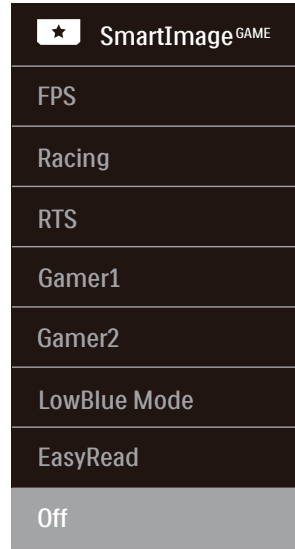 SmartImage GAME
FPS
Racing
RTS
Gamer1
Gamer2
LowBlue Mode
EasyRead
Off